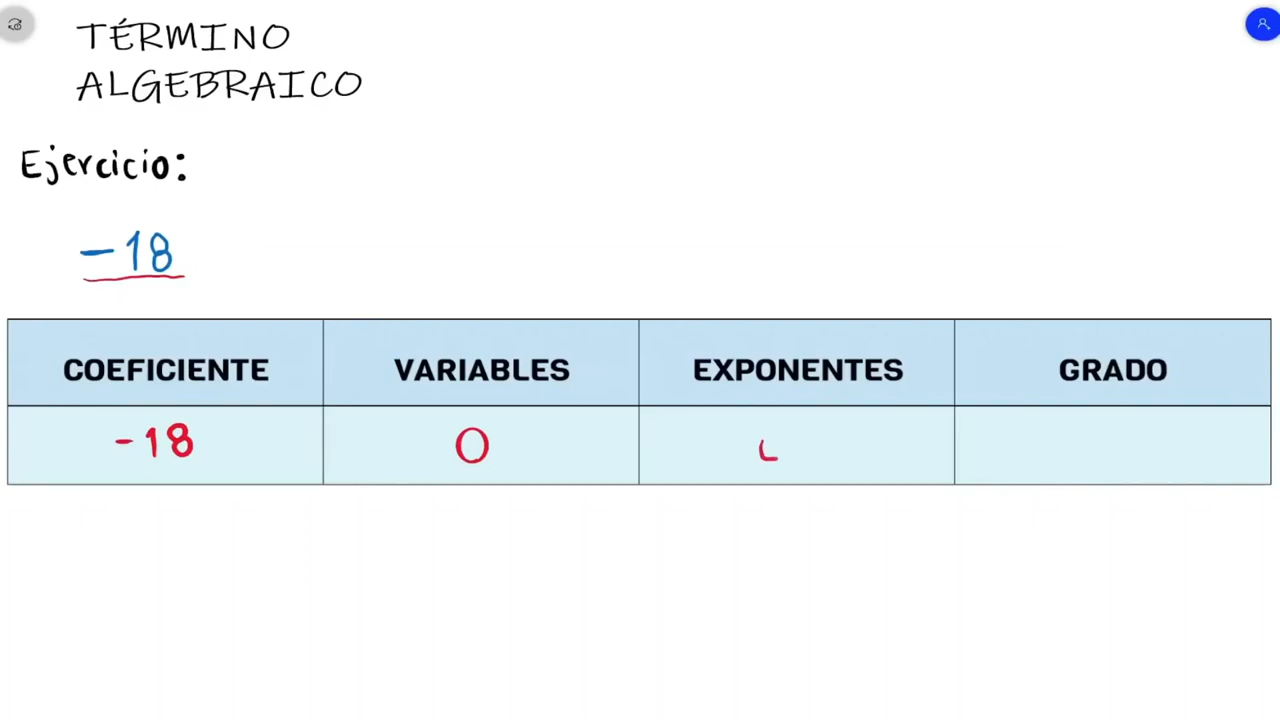 TÉRMINO
ALGEBRAICO
Ejercicio:
-18
COEFICIENTE VARIABLES EXPONENTES GRADO
-18 0